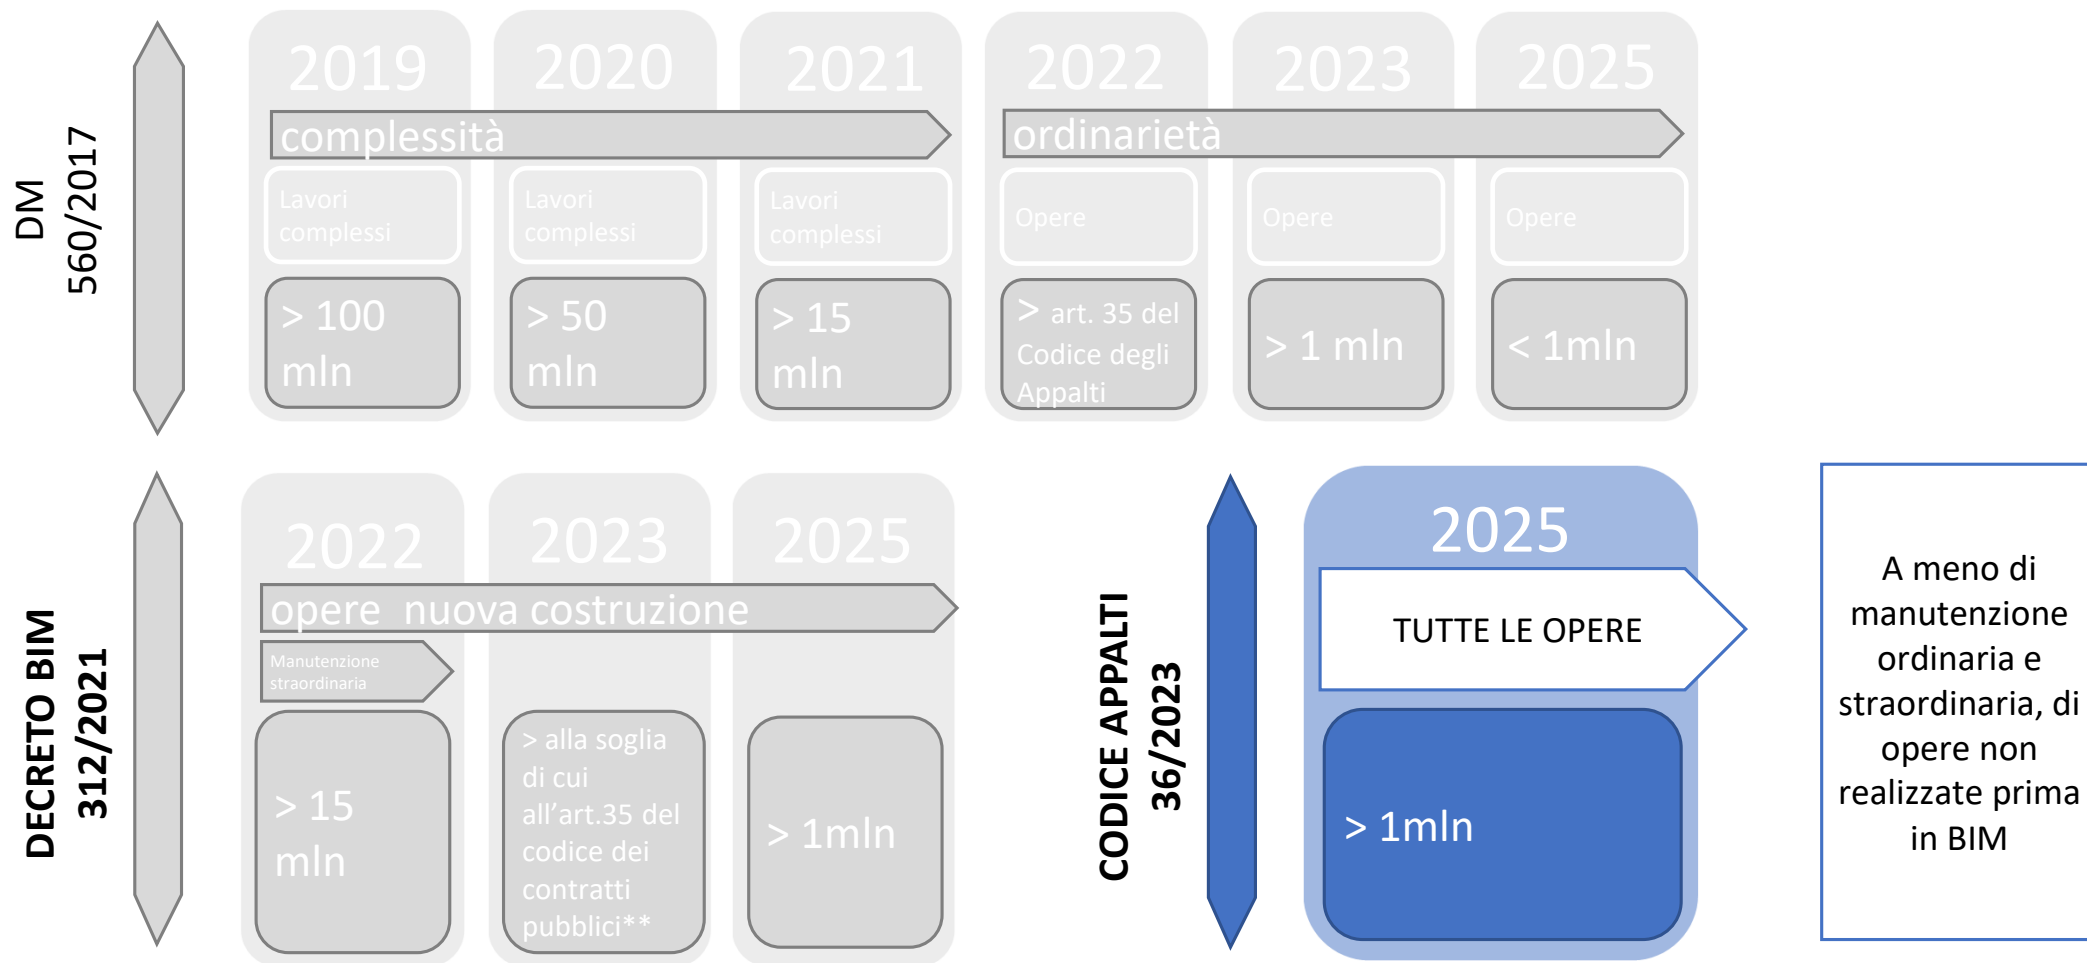 DM
560/2017
2019
2020
2021
2022
2023
2025
complessità
ordinarietà
Lavori
complessi
Lavori
complessi
Lavori
complessi
Opere
Opere
Opere
> 100
mln
> 50
mln
> 15
mln
> art. 35 del
Codice degli
Appalti
> 1 mln
< 1mln
DECRETO BIM
312/2021
2022
2023
2025
opere  nuova costruzione
Manutenzione
straordinaria
> 15
mln
> alla soglia
di cui
all’art.35 del
codice dei
contratti
pubblici**
> 1mln
CODICE APPALTI
36/2023
2025
TUTTE LE OPERE
> 1mln
A meno di
manutenzione
ordinaria e
straordinaria, di
opere non
realizzate prima
in BIM